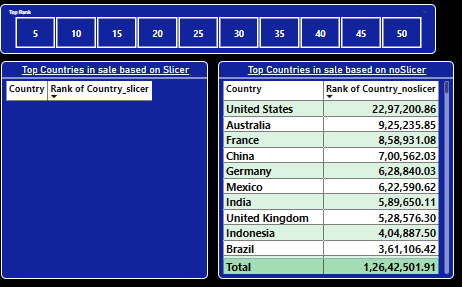 Top Rank
5 10 15 20 25 30 35 40 45 50
Top Countries in sale based on Slicer
Country Rank of Country_slicer
Top Countries in sale based on noSlicer
Country Rank of Country_noslicer
United States 22,97,200.86
Australia 9,25,235.85
France 8,58,931.08
China 7,00,562.03
Germany 6,28,840.03
Mexico 6,22,590.62
India 5,89,650.11
United Kingdom 5,28,576.30
Indonesia 4,04,887.50
Brazil 3,61,106.42
Total 1,26,42,501.91